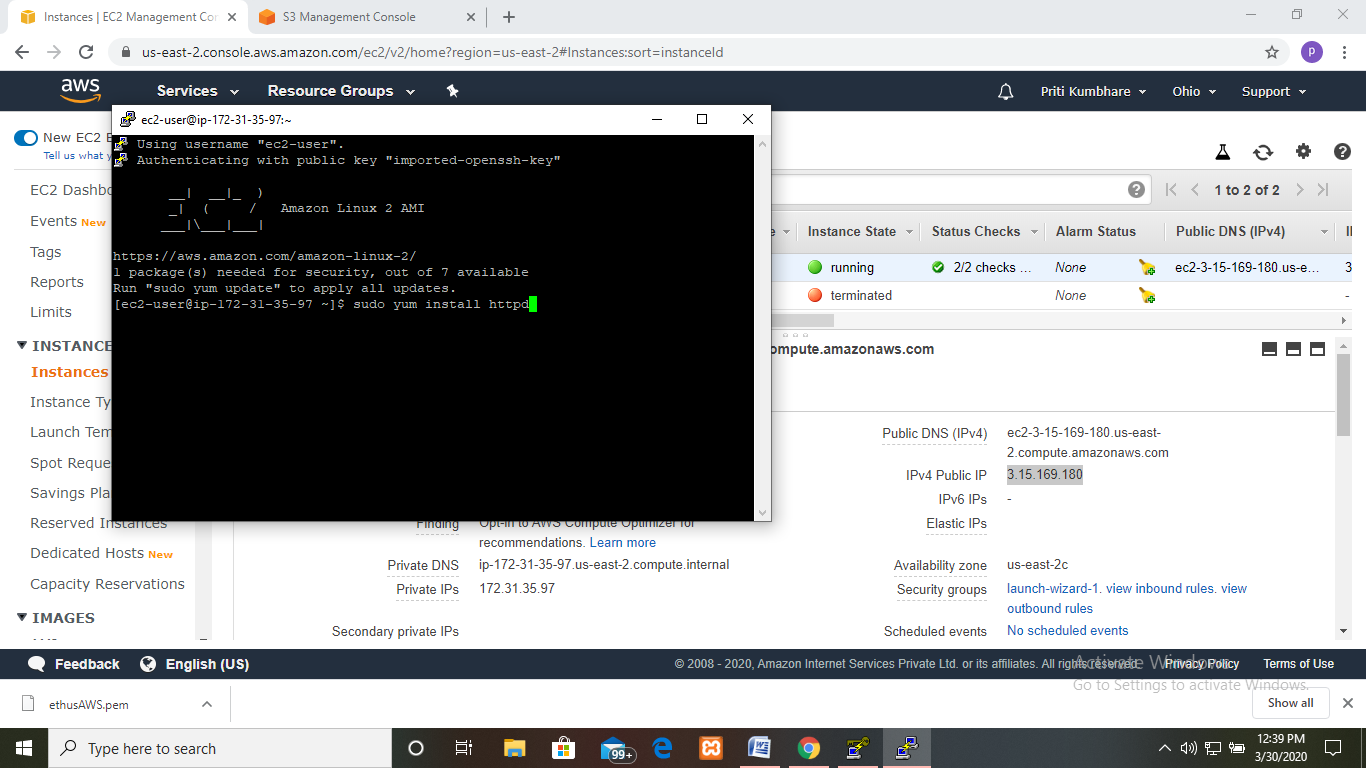 Instances | EC2 Management Con
S3 Management Console
us-east-2.console.aws.amazon.com/ec2/v2/home?region=us-east-2#Instances:sort=instanceId
p
aws
Services
Resource Groups
Priti Kumbhare
Ohio
Support
ec2-user@ip-172-31-35-97:~
Using username "ec2-user".
Authenticating with public key "imported-openssh-key"
__| __|_ )
_| ( / Amazon Linux 2 AMI
___|\___|___|
https://aws.amazon.com/amazon-linux-2/
1 package(s) needed for security, out of 7 available
Run "sudo yum update" to apply all updates.
[ec2-user@ip-172-31-35-97 ~]$ sudo yum install httpd
New EC2 E
Tell us what y
EC2 Dashbo
Events New
Tags
Reports
Limits
INSTANCE
Instances
Instance Ty
Launch Tem
Spot Reque
Savings Pla
Reserved Instances
Dedicated Hosts New
Capacity Reservations
IMAGES
1 to 2 of 2
Instance State
Status Checks
Alarm Status
Public DNS (IPv4)
running
2/2 checks ...
None
ec2-3-15-169-180.us-e...
3
terminated
None
-
ompute.amazonaws.com
Public DNS (IPv4)
ec2-3-15-169-180.us-east-
2.compute.amazonaws.com
IPv4 Public IP
3.15.169.180
IPv6 IPs
-
Elastic IPs
Finding
Opt-in to AWS Compute Optimizer for
recommendations. Learn more
Private DNS
ip-172-31-35-97.us-east-2.compute.internal
Availability zone
us-east-2c
Private IPs
172.31.35.97
Security groups
launch-wizard-1. view inbound rules. view
outbound rules
Secondary private IPs
Scheduled events
No scheduled events
Feedback
English (US)
© 2008 - 2020, Amazon Internet Services Private Ltd. or its affiliates. All rights reserved.
Privacy Policy
Terms of Use
Activate Windows
Go to Settings to activate Windows.
ethusAWS.pem
Show all
Type here to search
99+
12:39 PM
3/30/2020